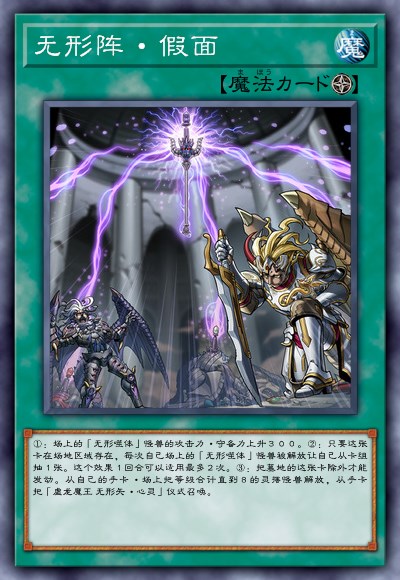 无形阵·假面
魔
まほう
【魔法カード】
①：场上的「无形噬体」怪兽的攻击力·守备力上升３００。②：只要这张
卡在场地区域存在，每次自己场上的「无形噬体」怪兽被解放让自己从卡组
抽１张。这个效果１回合可以适用最多２次。③：把墓地的这张卡除外才能
发动。从自己的手卡·场上把等级合计直到８的灵摆怪兽解放，从手卡
把「虚龙魔王 无形矢·心灵」仪式召唤。